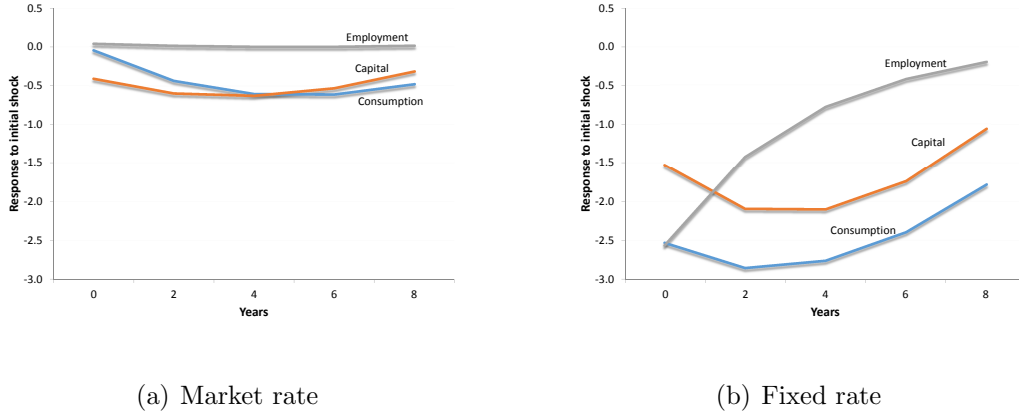 0.5
0.0
-0.5
-1.0
-1.5
-2.0
-2.5
-3.0
Response to initial shock
Employment
Capital
Consumption
0 2 4 6 8
Years
(a) Market rate
0.5
0.0
-0.5
-1.0
-1.5
-2.0
-2.5
-3.0
Response to initial shock
Employment
Capital
Consumption
0 2 4 6 8
Years
(b) Fixed rate